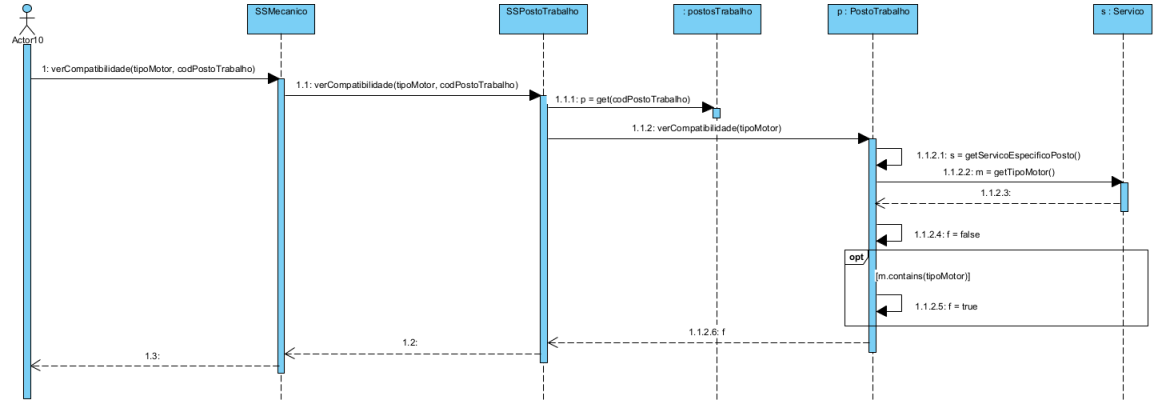 SSMecanico
SSPostoTrabalho
: postosTrabalho
p : PostoTrabalho
s : Servico
Actor10
1: verCompatibilidade(tipoMotor, codPostoTrabalho)
1.1: verCompatibilidade(tipoMotor, codPostoTrabalho)
1.1.1: p = get(codPostoTrabalho)
1.1.2: verCompatibilidade(tipoMotor)
1.1.2.1: s = getServicoEspecificoPosto()
1.1.2.2: m = getTipoMotor()
1.1.2.3:
1.1.2.4: f = false
opt
[m.contains(tipoMotor)]
1.1.2.5: f = true
1.1.2.6: f
1.2:
1.3: